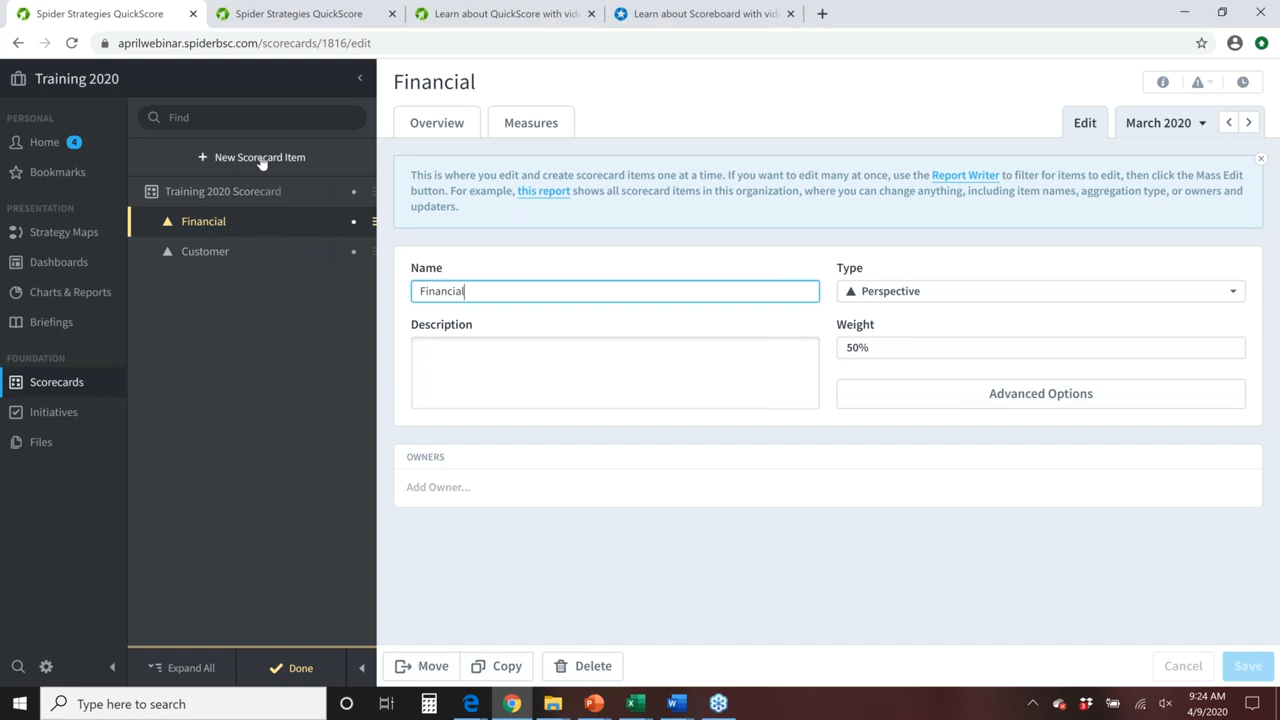 Spider Strategies QuickScore
Spider Strategies QuickScore
Learn about QuickScore with vide
Learn about Scoreboard with vide
aprilwebinar.spiderbsc.com/scorecards/1816/edit
Training 2020
PERSONAL
Home 4
Bookmarks
PRESENTATION
Strategy Maps
Dashboards
Charts & Reports
Briefings
FOUNDATION
Scorecards
Initiatives
Files
Find
+ New Scorecard Item
Training 2020 Scorecard
Financial
Customer
Expand All
Done
Financial
Overview
Measures
Edit
March 2020
This is where you edit and create scorecard items one at a time. If you want to edit many at once, use the Report Writer to filter for items to edit, then click the Mass Edit
button. For example, this report shows all scorecard items in this organization, where you can change anything, including item names, aggregation type, or owners and
updaters.
Name
Financial
Type
Perspective
Description
Weight
50%
Advanced Options
OWNERS
Add Owner...
Move
Copy
Delete
Cancel
Save
Type here to search
9:24 AM
4/9/2020